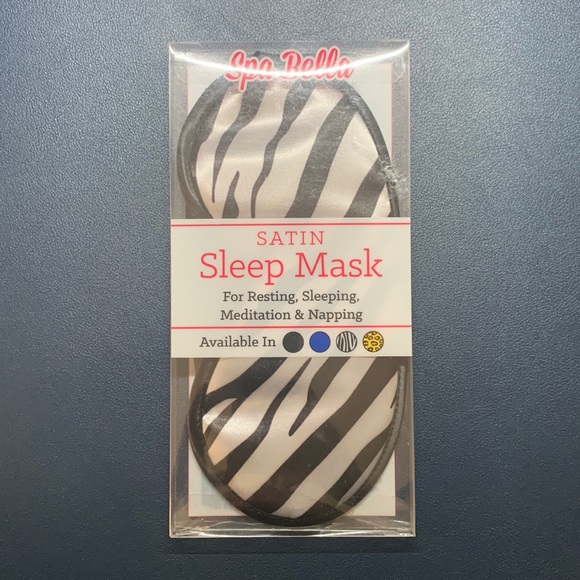 Spa Bella
SATIN
Sleep Mask
For Resting, Sleeping,
Meditation & Napping
Available In